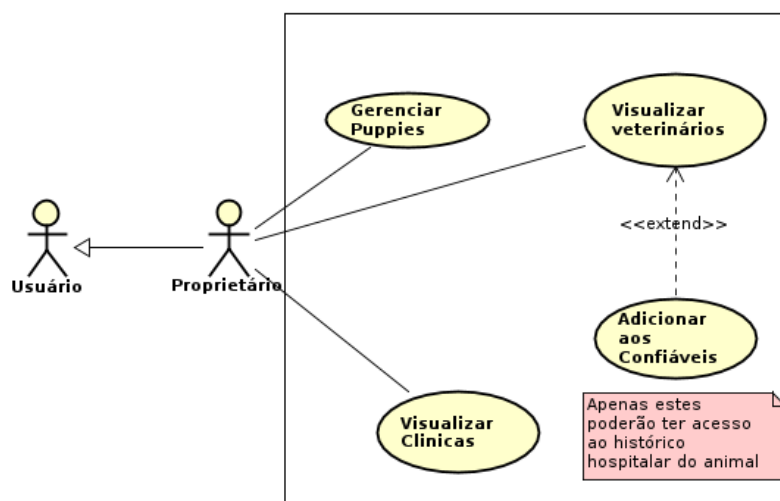 Gerenciar
Puppies
Visualizar
veterinários
<<extend>>
Usuário
Proprietário
Adicionar
aos
Confiáveis
Visualizar
Clinicas
Apenas estes
poderão ter acesso
ao histórico
hospitalar do animal